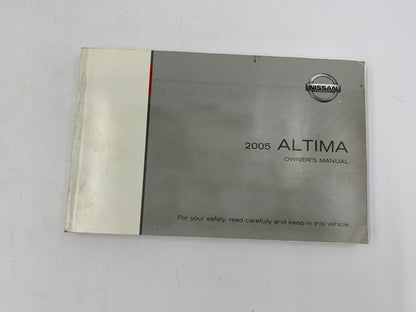 NISSAN
2005 ALTIMA
OWNER'S MANUAL
For your safety, read carefully and keep in this vehicle.